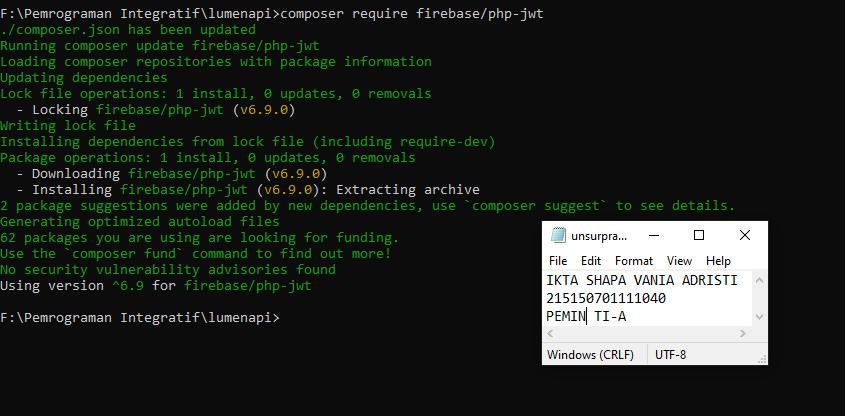 F:\Pemrograman Integratif\lumenapi>composer require firebase/php-jwt
./composer.json has been updated
Running composer update firebase/php-jwt
Loading composer repositories with package information
Updating dependencies
Lock file operations: 1 install, 0 updates, 0 removals
  - Locking firebase/php-jwt (v6.9.0)
Writing lock file
Installing dependencies from lock file (including require-dev)
Package operations: 1 install, 0 updates, 0 removals
  - Downloading firebase/php-jwt (v6.9.0)
  - Installing firebase/php-jwt (v6.9.0): Extracting archive
2 package suggestions were added by new dependencies, use `composer suggest` to see details.
Generating optimized autoload files
62 packages you are using are looking for funding.
Use the `composer fund` command to find out more!
No security vulnerability advisories found
Using version ^6.9 for firebase/php-jwt
F:\Pemrograman Integratif\lumenapi>
unsurpra...
File Edit Format View Help
IKTA SHAPA VANIA ADRISTI
215150701111040
PEMIN TI-A
Windows (CRLF) UTF-8